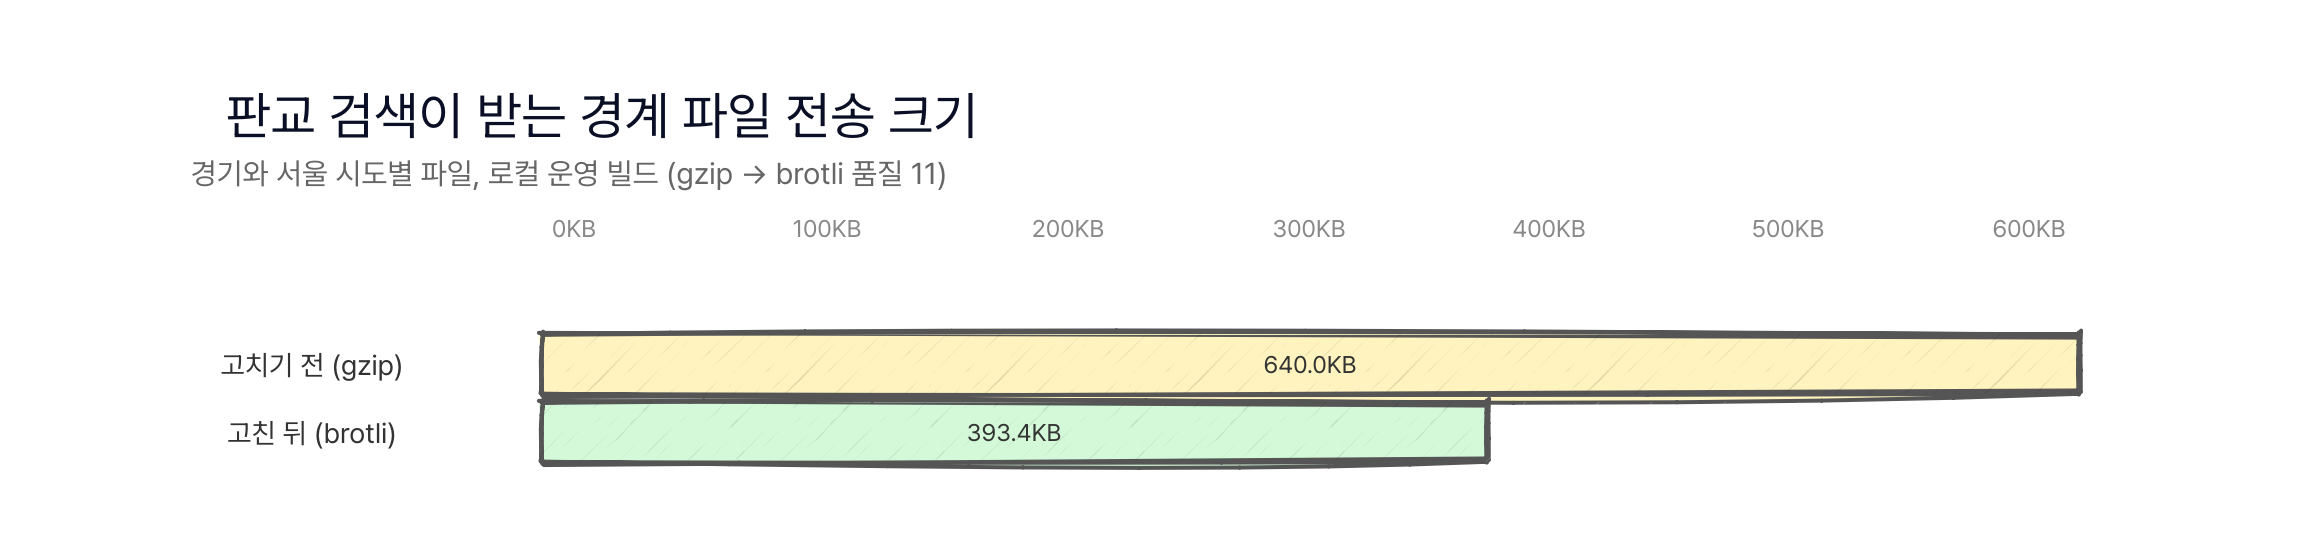 판교 검색이 받는 경계 파일 전송 크기
경기와 서울 시도별 파일, 로컬 운영 빌드 (gzip → brotli 품질 11)
0KB 100KB 200KB 300KB 400KB 500KB 600KB
고치기 전 (gzip) 640.0KB
고친 뒤 (brotli) 393.4KB